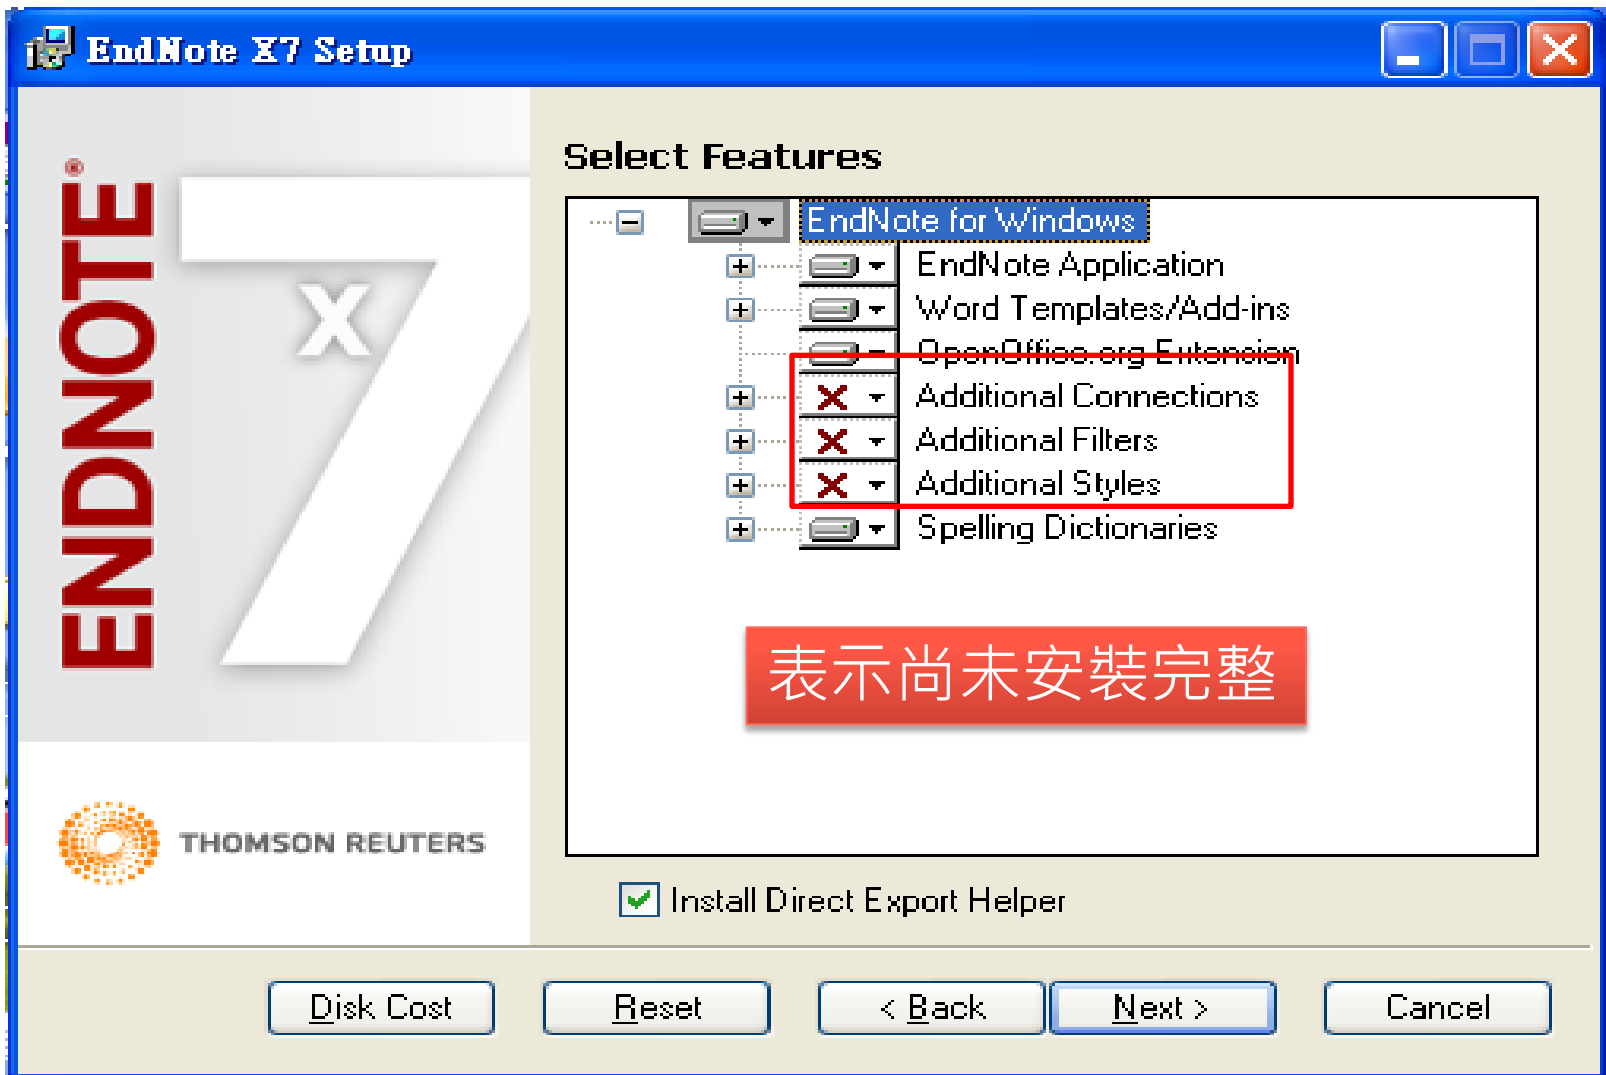 EndNote X7 Setup
ENDNOTE®
X7
THOMSON REUTERS
Select Features
EndNote for Windows
EndNote Application
Word Templates/Add-ins
OpenOffice.org Extension
Additional Connections
Additional Filters
Additional Styles
Spelling Dictionaries
表示尚未安裝完整
Install Direct Export Helper
Disk Cost
Reset
< Back
Next >
Cancel